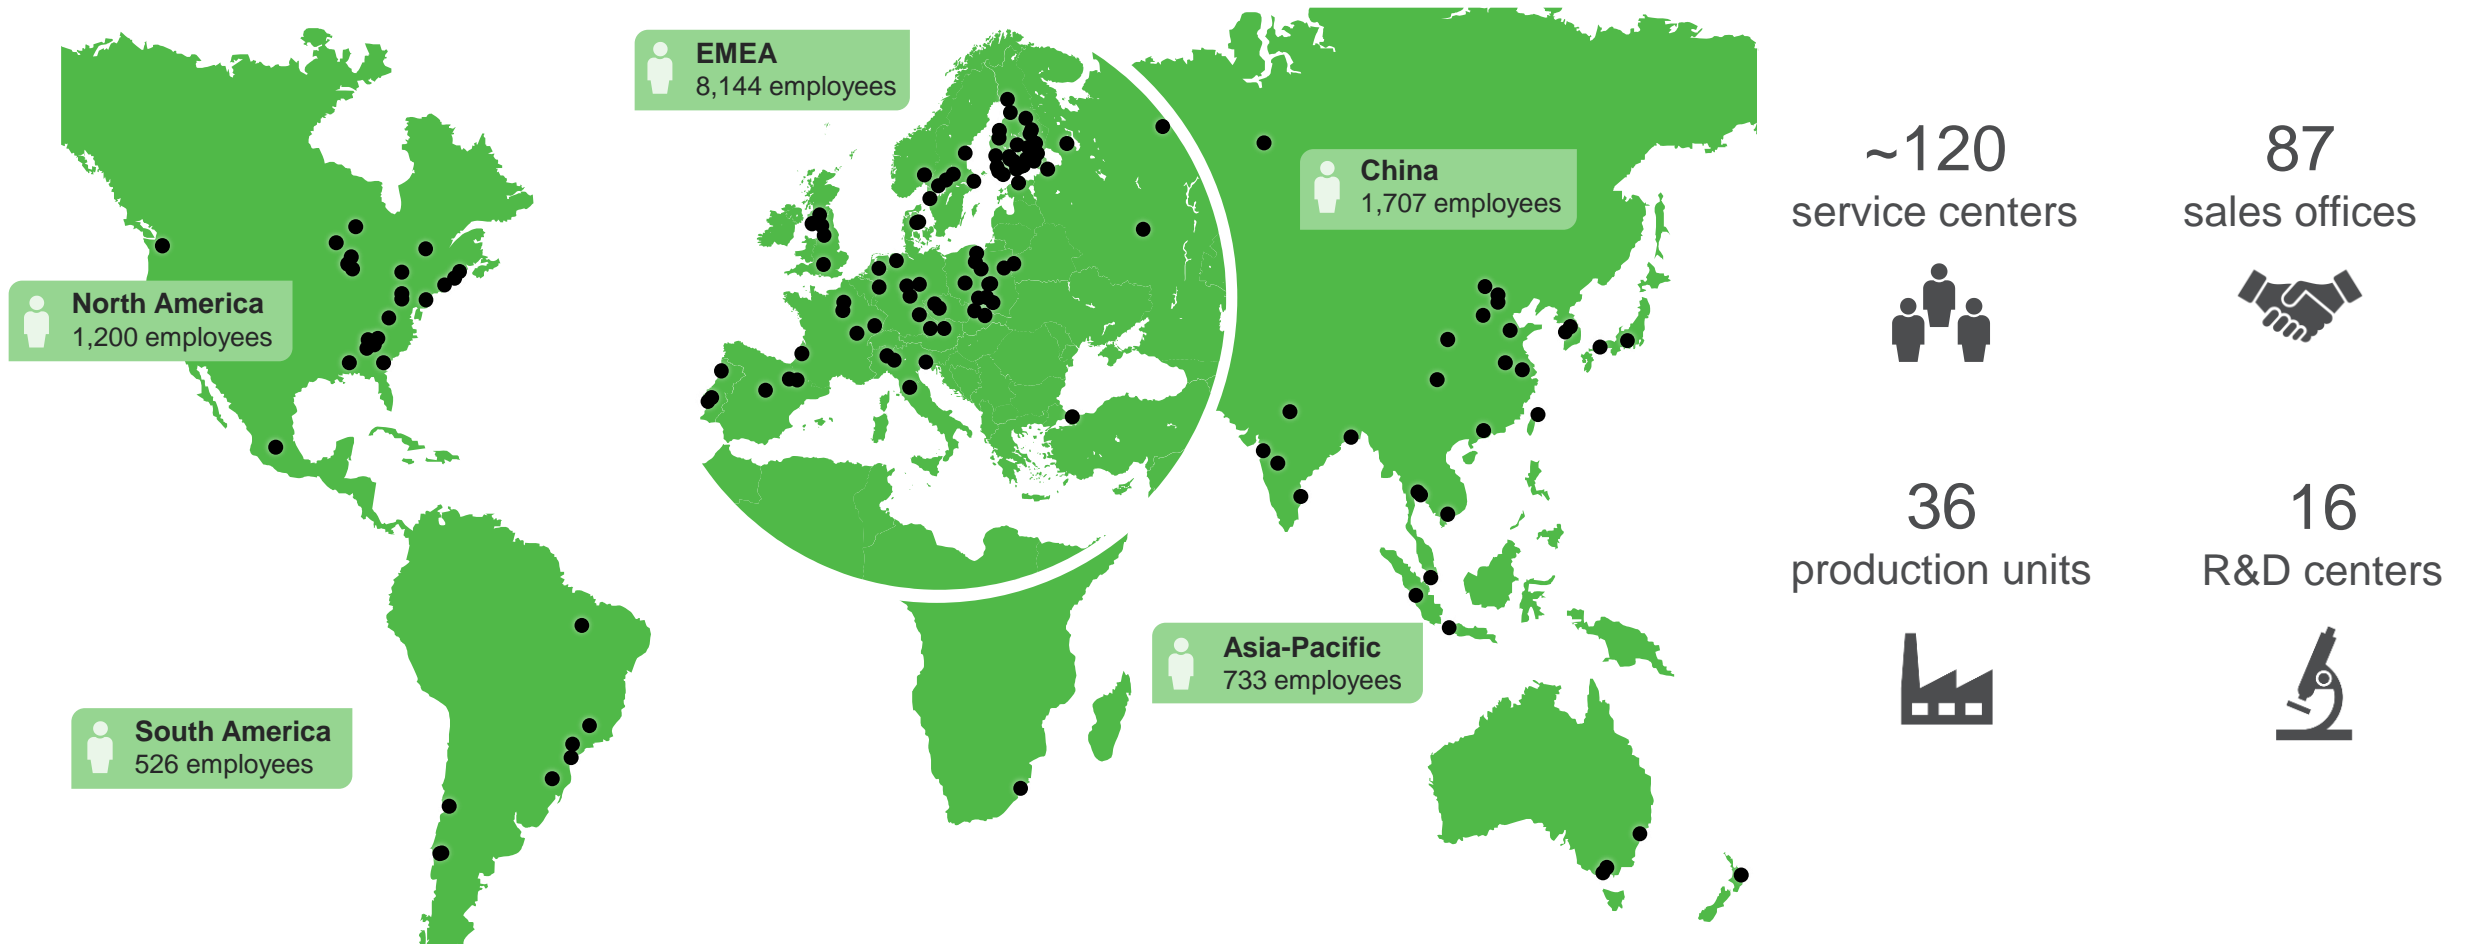 EMEA
8,144 employees
China
1,707 employees
North America
1,200 employees
Asia-Pacific
733 employees
South America
526 employees
~120
service centers
87
sales offices
36
production units
16
R&D centers